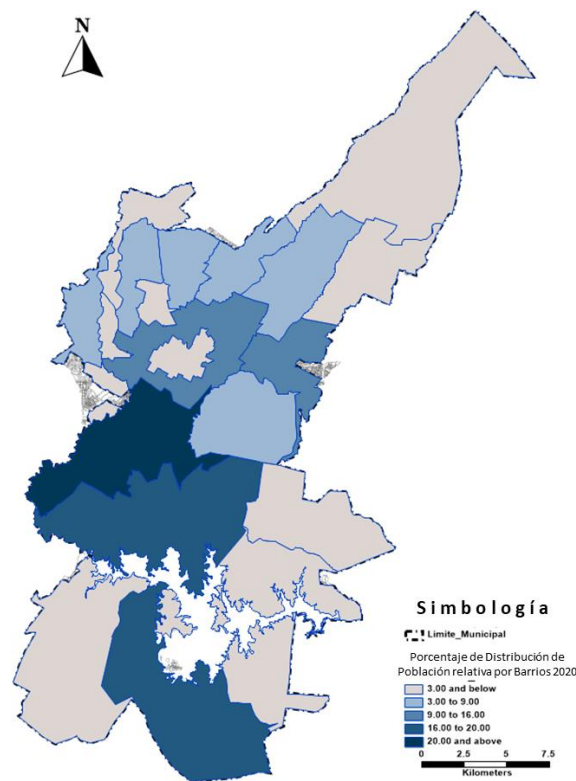 N
Simbología
Limite_Municipal
Porcentaje de Distribución de
Población relativa por Barrios 2020
3.00 and below
3.00 to 9.00
9.00 to 16.00
16.00 to 20.00
20.00 and above
0 2.5 5 7.5
Kilometers